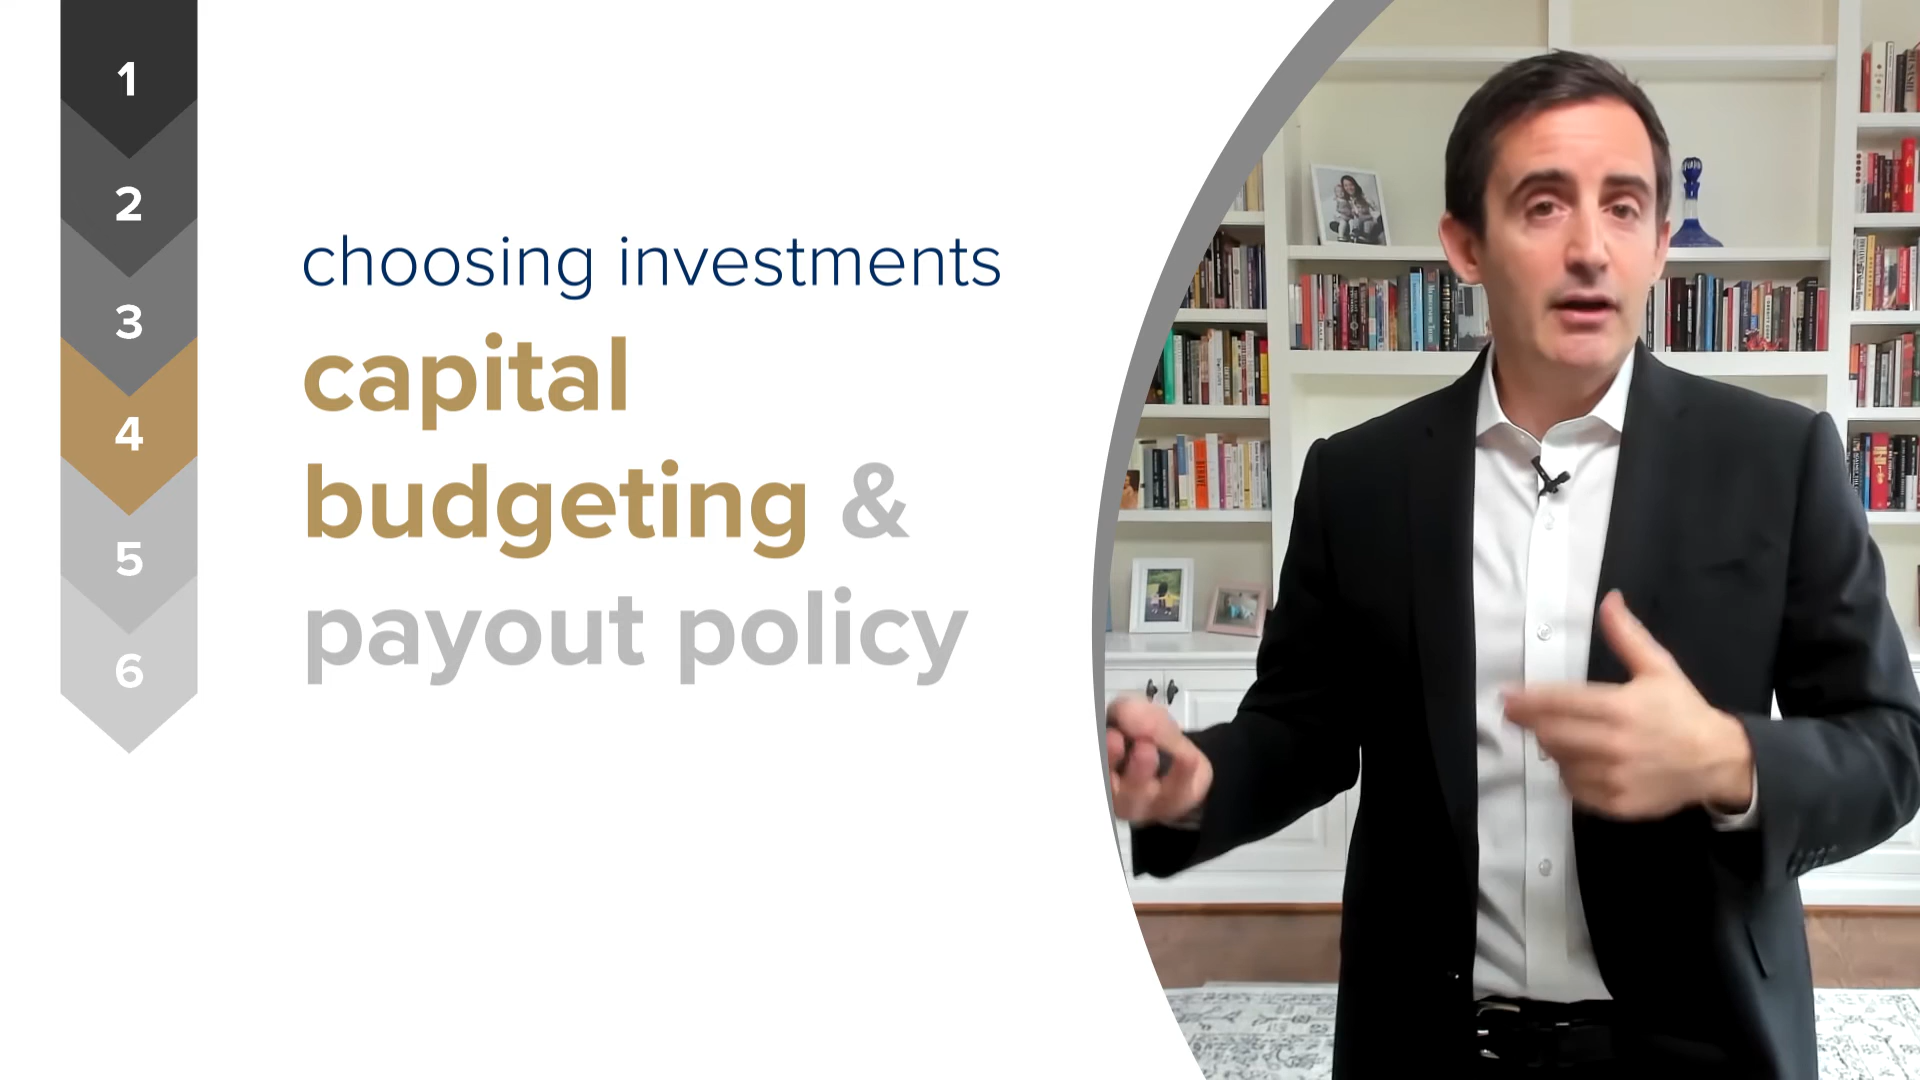 1
2
3
4
5
6
choosing investments
capital
budgeting &
payout policy